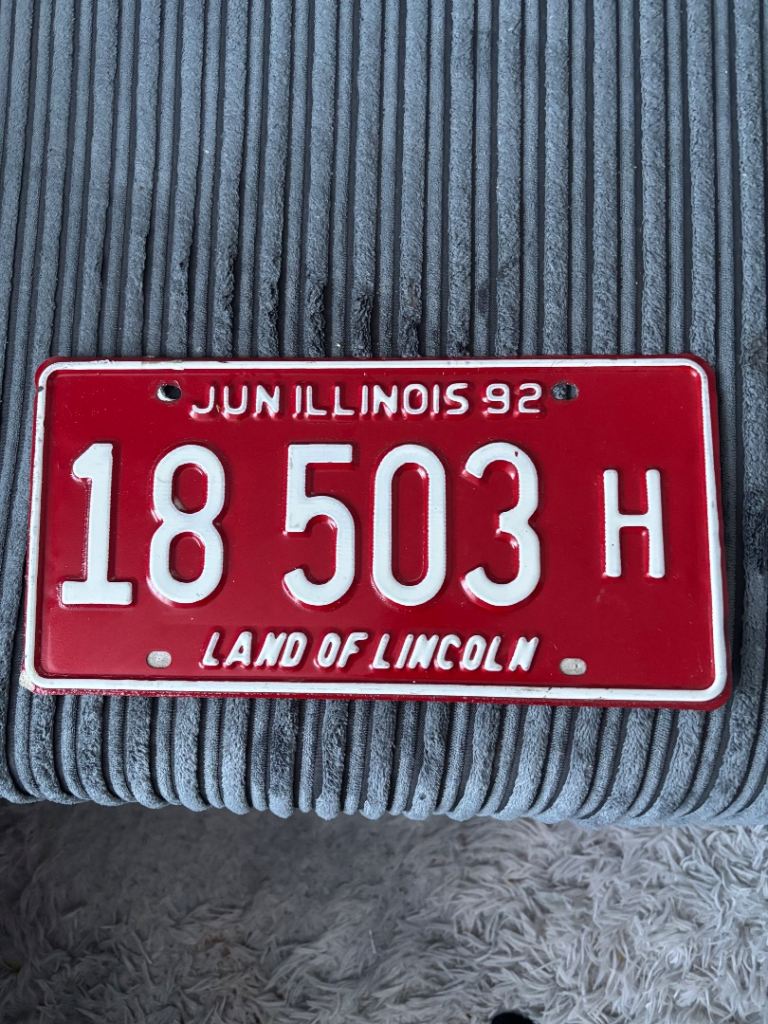 JUN ILLINOIS 92
18 503 H
LAND OF LINCOLN